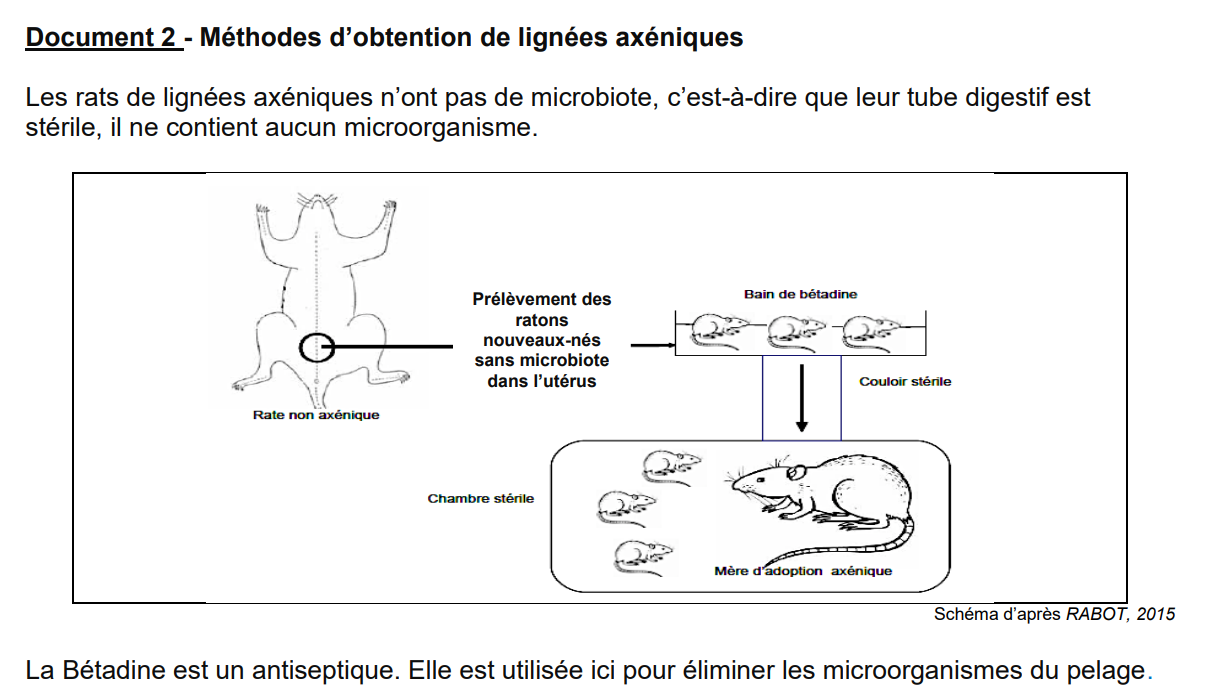 Document 2 - Méthodes d’obtention de lignées axéniques
Les rats de lignées axéniques n’ont pas de microbiote, c’est-à-dire que leur tube digestif est
stérile, il ne contient aucun microorganisme.
Prélèvement des
ratons
nouveaux-nés
sans microbiote
dans l’utérus
Bain de bétadine
Couloir stérile
Rate non axénique
Chambre stérile
Mère d’adoption axénique
Schéma d’après RABOT, 2015
La Bétadine est un antiseptique. Elle est utilisée ici pour éliminer les microorganismes du pelage.